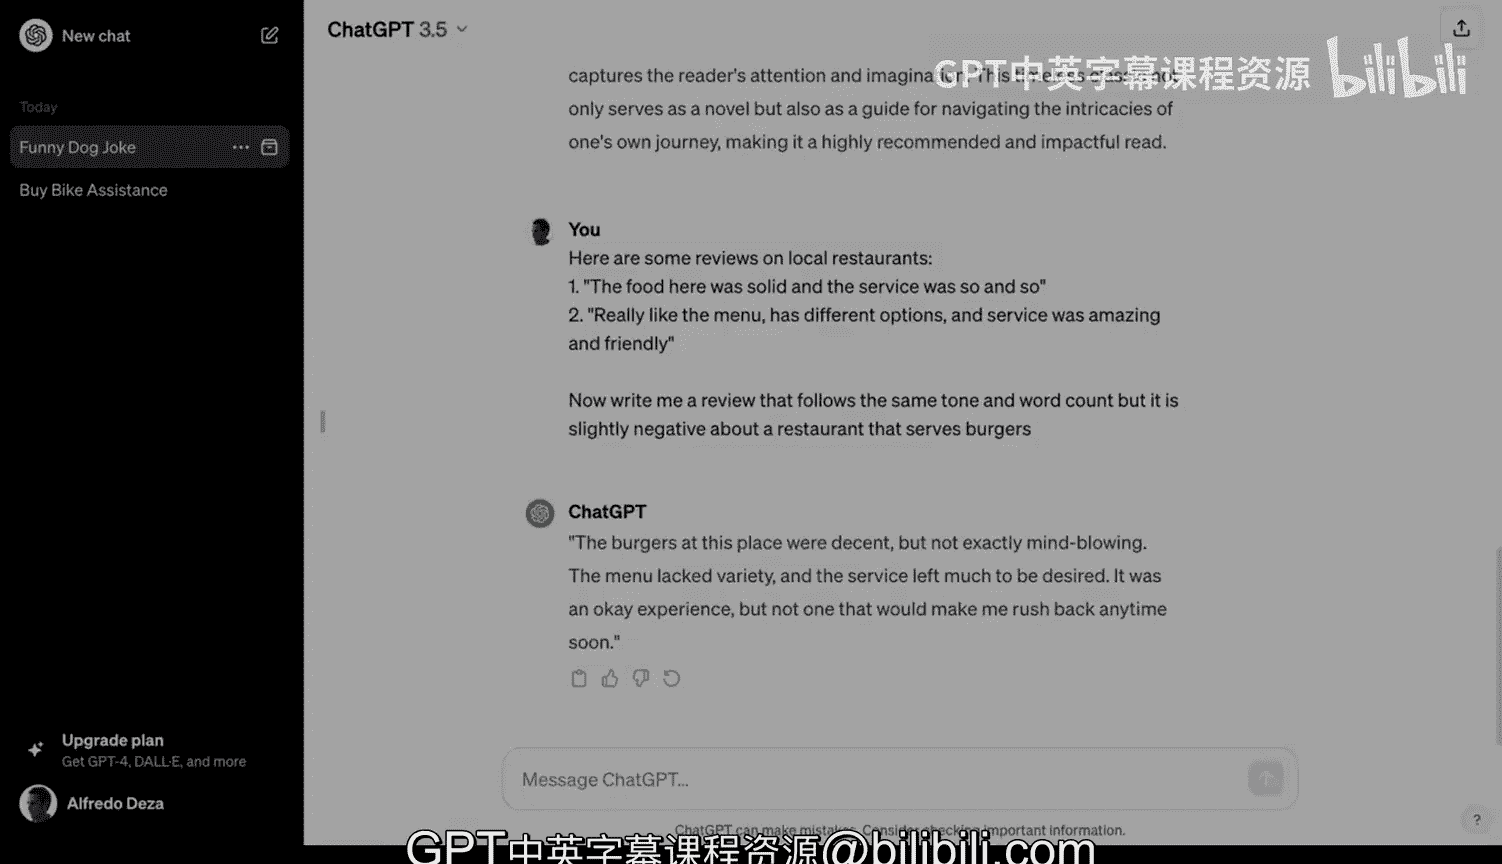 New chat
Today
Funny Dog Joke
Buy Bike Assistance
Upgrade plan
Get GPT-4, DALL·E, and more
Alfredo Deza
ChatGPT 3.5
GPT中英字幕课程资源 bilibili
captures the reader's attention and imagination. This
only serves as a novel but also as a guide for navigating the intricacies of
one's own journey, making it a highly recommended and impactful read.
You
Here are some reviews on local restaurants:
1. "The food here was solid and the service was so and so"
2. "Really like the menu, has different options, and service was amazing
and friendly"
Now write me a review that follows the same tone and word count but it is
slightly negative about a restaurant that serves burgers
ChatGPT
"The burgers at this place were decent, but not exactly mind-blowing.
The menu lacked variety, and the service left much to be desired. It was
an okay experience, but not one that would make me rush back anytime
soon."
Message ChatGPT...
ChatGPT can make mistakes. Consider checking important information.
?
GPT中英字幕课程资源@bilibili.com